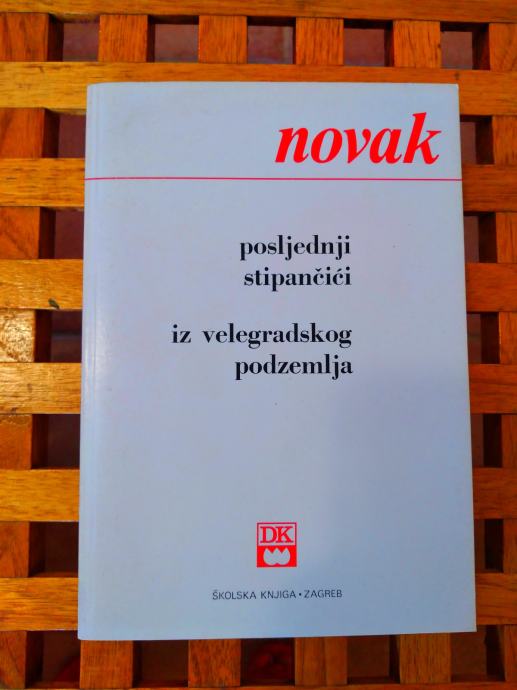 novak
posljednji
stipančići
iz velegradskog
podzemlja
DK
ŠKOLSKA KNJIGA • ZAGREB